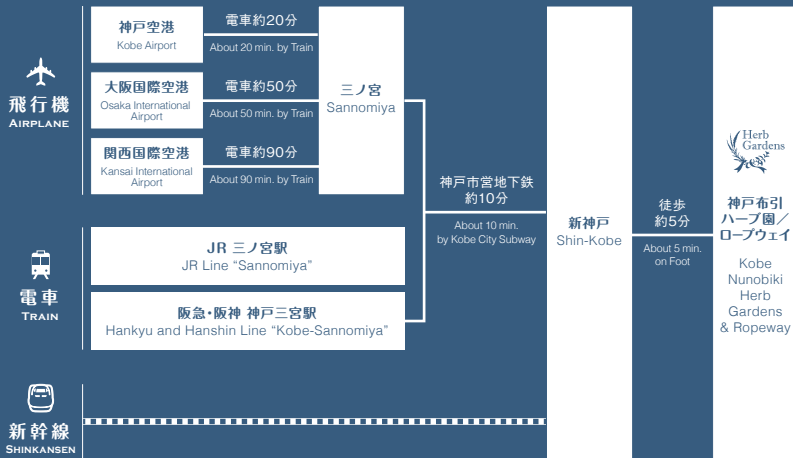 飛行機
AIRPLANE
神戸空港
Kobe Airport
電車約20分
About 20 min. by Train
大阪国際空港
Osaka International
Airport
電車約50分
About 50 min. by Train
関西国際空港
Kansai International
Airport
電車約90分
About 90 min. by Train
三ノ宮
Sannomiya
電車
TRAIN
JR 三ノ宮駅
JR Line “Sannomiya”
阪急・阪神 神戸三宮駅
Hankyu and Hanshin Line “Kobe-Sannomiya”
神戸市営地下鉄
約10分
About 10 min.
by Kobe City Subway
新幹線
SHINKANSEN
新神戸
Shin-Kobe
徒歩
約5分
About 5 min.
on Foot
Herb
Gardens
神戸布引
ハーブ園／
ロープウェイ
Kobe
Nunobiki
Herb
Gardens
& Ropeway